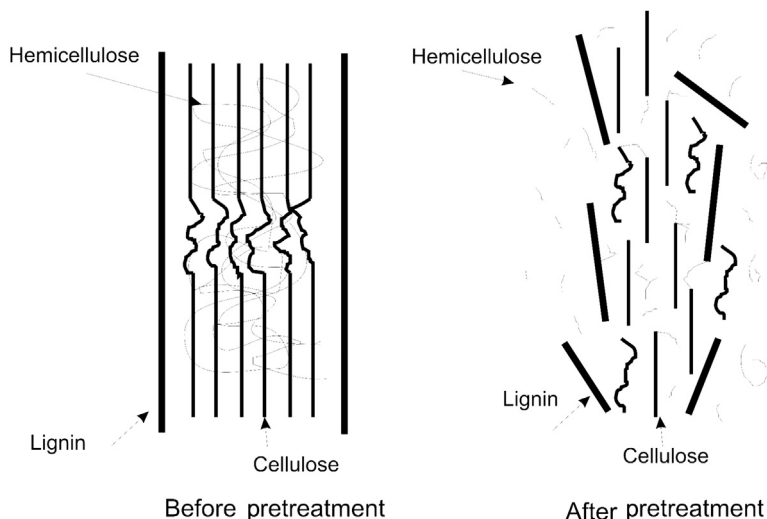 Hemicellulose
Lignin
Cellulose
Before pretreatment
Hemicellulose
Lignin
Cellulose
After pretreatment